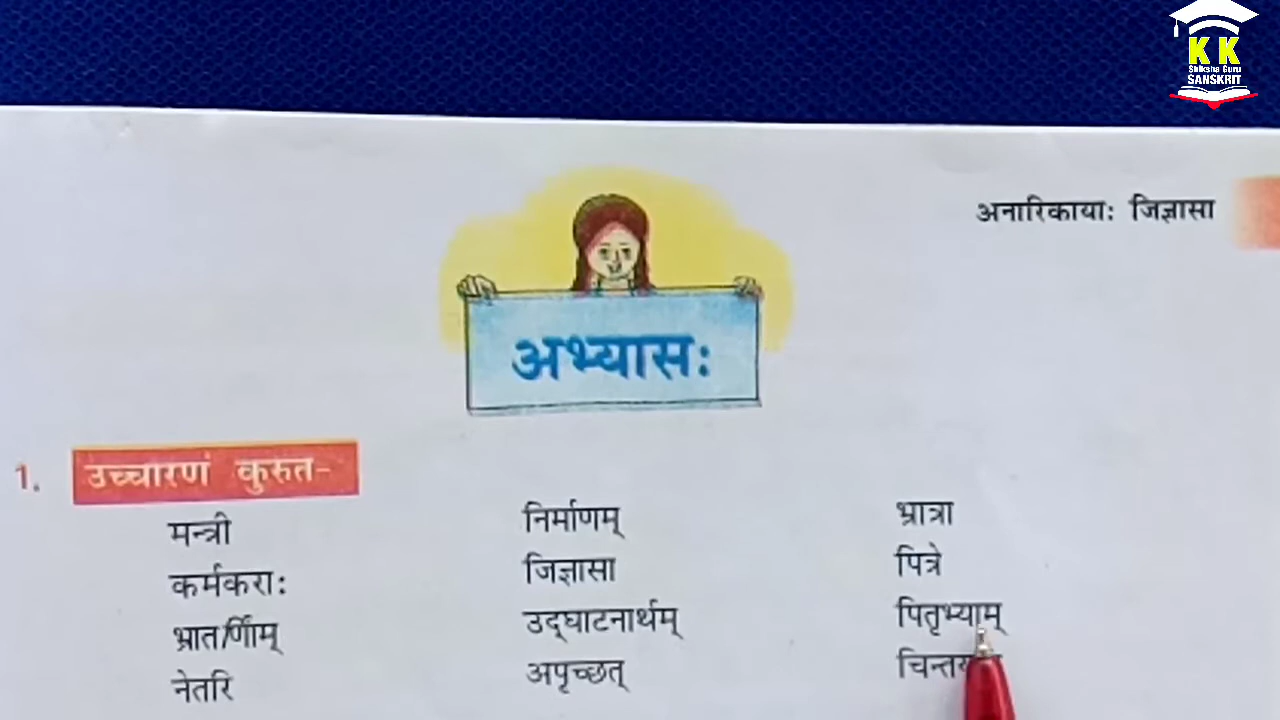 KK
Shiksha Guru
SANSKRIT
अनारिकायाः जिज्ञासा
अभ्यासः
1. उच्चारणं कुरुत-
मन्त्री निर्माणम् भ्रात्रा
कर्मकराः जिज्ञासा पित्रे
उद्घाटनार्थम् पितृभ्याम्
नेतरि अपृच्छत्